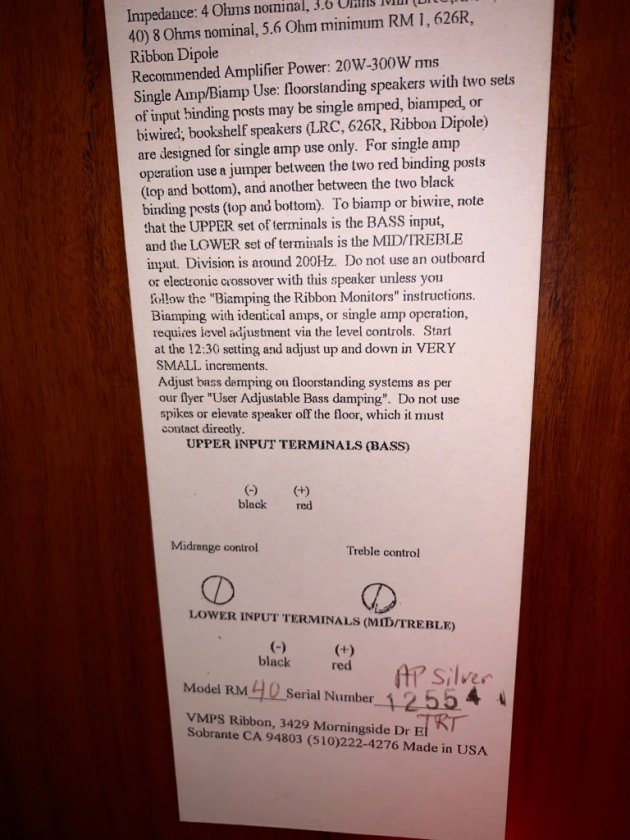 Impedance: 4 Ohms nominal, 3.6 Ohms
40) 8 Ohms nominal, 5.6 Ohm minimum RM 1, 626R,
Ribbon Dipole
Recommended Amplifier Power: 20W-300W rms
Single Amp/Biamp Use: floorstanding speakers with two sets
of input binding posts may be single amped, biamped, or
biwired; bookshelf speakers (LRC, 626R, Ribbon Dipole)
are designed for single amp use only. For single amp
operation use a jumper between the two red binding posts
(top and bottom), and another between the two black
binding posts (top and bottom). To biamp or biwire, note
that the UPPER set of terminals is the BASS input,
and the LOWER set of terminals is the MID/TREBLE
input. Division is around 200Hz. Do not use an outboard
or electronic crossover with this speaker unless you
follow the "Biamping the Ribbon Monitors" instructions.
Biamping with identical amps, or single amp operation,
requires level adjustment via the level controls. Start
at the 12:30 setting and adjust up and down in VERY
SMALL increments.
Adjust bass damping on floorstanding systems as per
our flyer "User Adjustable Bass damping". Do not use
spikes or elevate speaker off the floor, which it must
contact directly.
UPPER INPUT TERMINALS (BASS)
(-) (+)
black red
Midrange control Treble control
LOWER INPUT TERMINALS (MID/TREBLE)
(-) (+)
black red
AP Silver
Model RM 40 Serial Number 12554
TRT
VMPS Ribbon, 3429 Morningside Dr El
Sobrante CA 94803 (510)222-4276 Made in USA